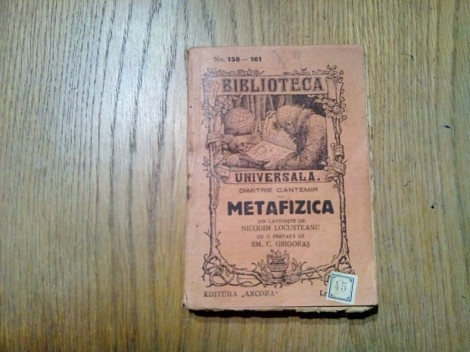 No. 156 — 161
BIBLIOTECA
UNIVERSALA.
DIMITRIE CANTEMIR
METAFIZICA
DIN LATINEȘTE DE
NICODIM LOCUSTEANU
CU O PREFAȚĂ DE
EM. C. GRIGORAȘ
EDITURA „ANCORA"
45